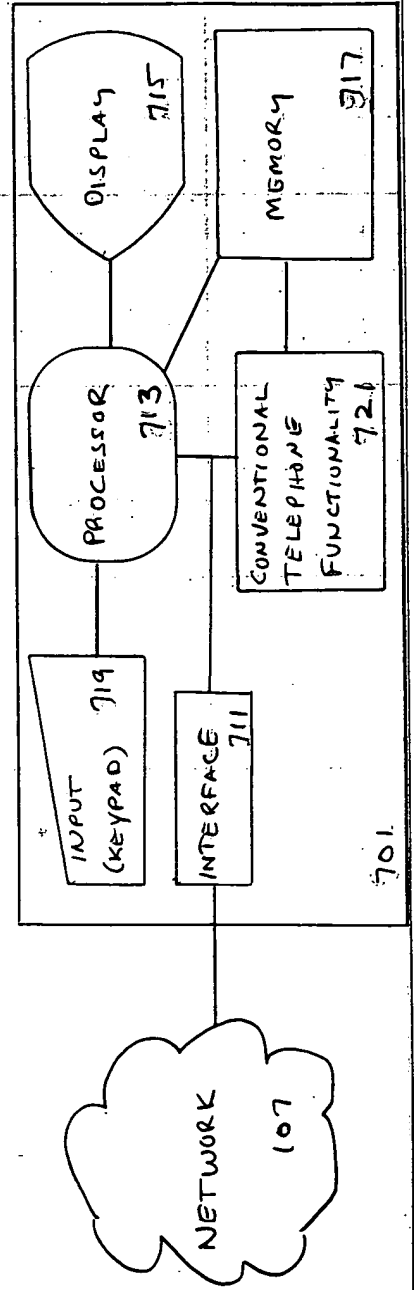 NETWORK
107
INPUT
(KEYPAD)
719
INTERFACE
711
701
PROCESSOR
713
CONVENTIONAL
TELEPHONE
FUNCTIONALITY
721
DISPLAY
715
MEMORY
717